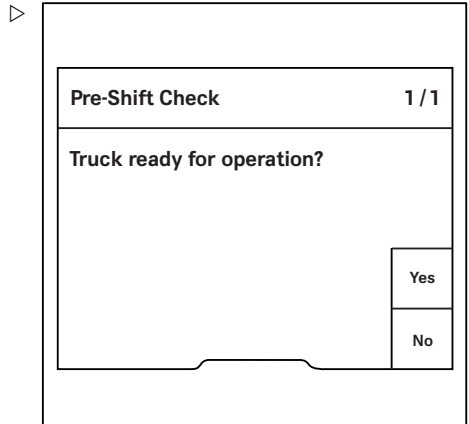 Pre-Shift Check 1/1
Truck ready for operation?
Yes
No